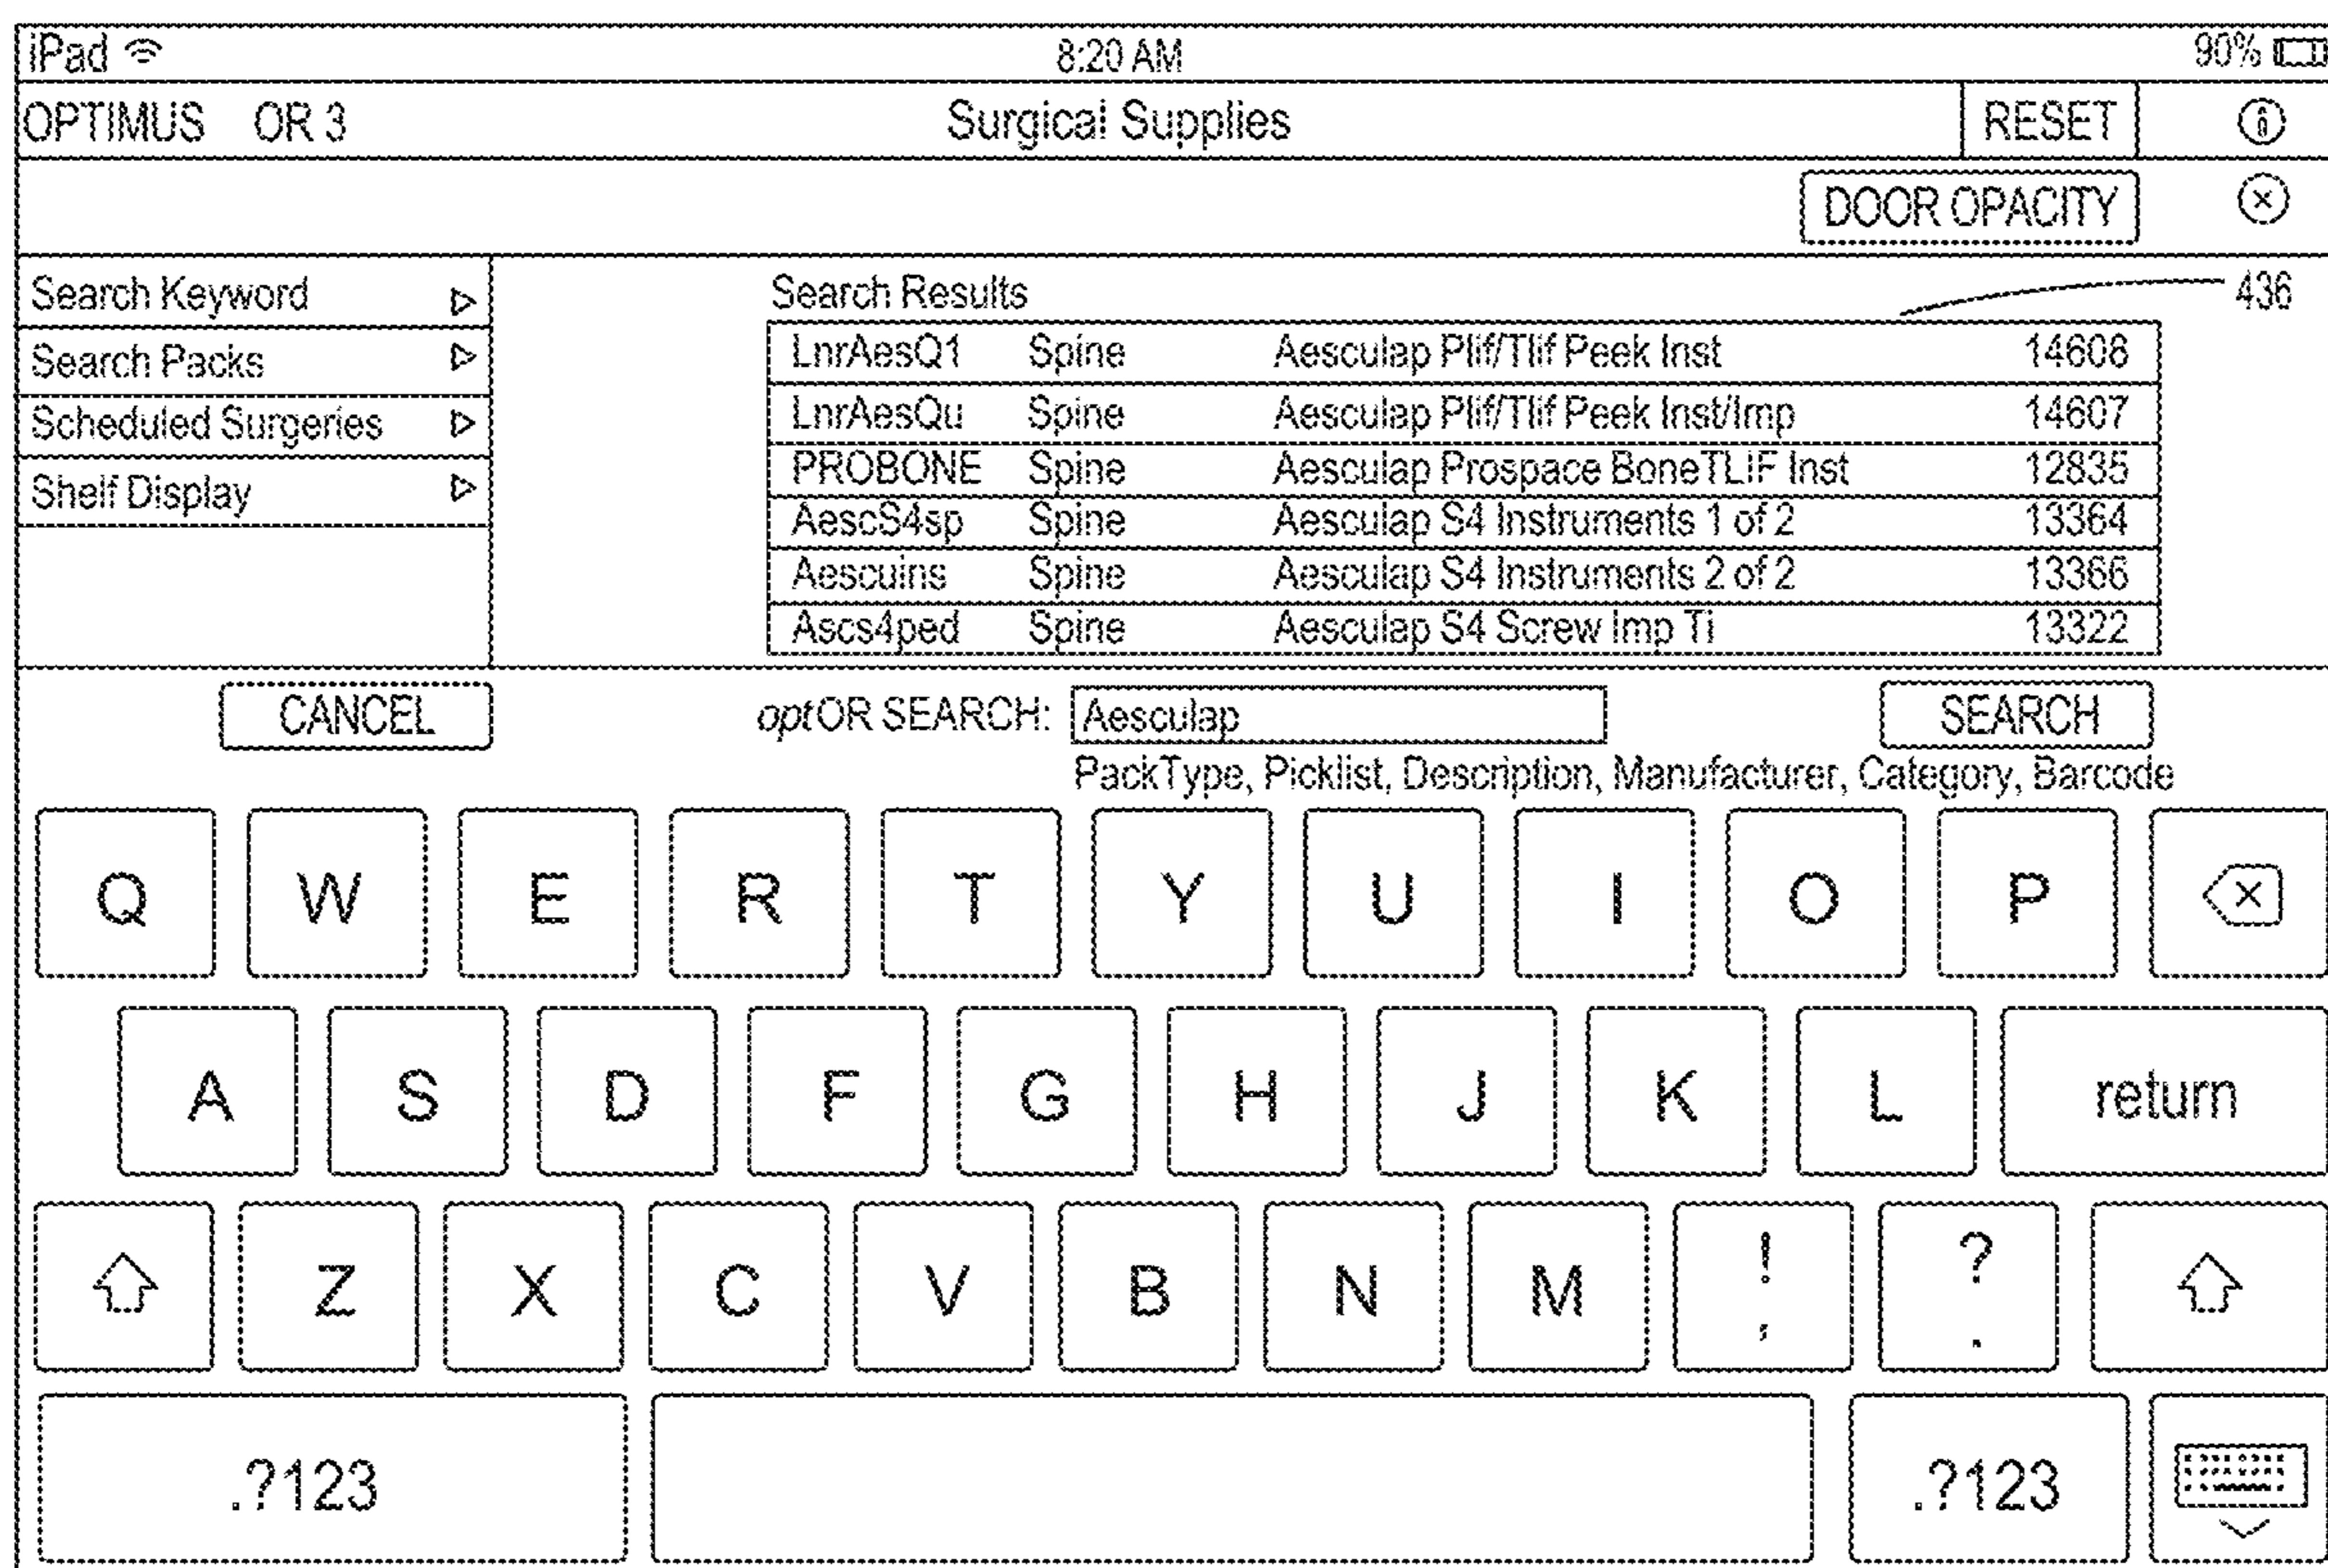 iPad 8:20 AM 90%
OPTIMUS OR 3 Surgical Supplies RESET i
DOOR OPACITY
Search Keyword
Search Packs
Scheduled Surgeries
Shelf Display
Search Results 436
LnrAesQ1 Spine Aesculap Plif/Tlif Peek Inst 14608
LnrAesQu Spine Aesculap Plif/Tlif Peek Inst/Imp 14607
PROBONE Spine Aesculap Prospace BoneTLIF Inst 12835
AescS4sp Spine Aesculap S4 Instruments 1 of 2 13364
Aescuins Spine Aesculap S4 Instruments 2 of 2 13366
Ascs4ped Spine Aesculap S4 Screw Imp Ti 13322
CANCEL optOR SEARCH: Aesculap SEARCH
PackType, Picklist, Description, Manufacturer, Category, Barcode
Q W E R T Y U I O P
A S D F G H J K L return
Z X C V B N M ! , ? .
.?123 .?123